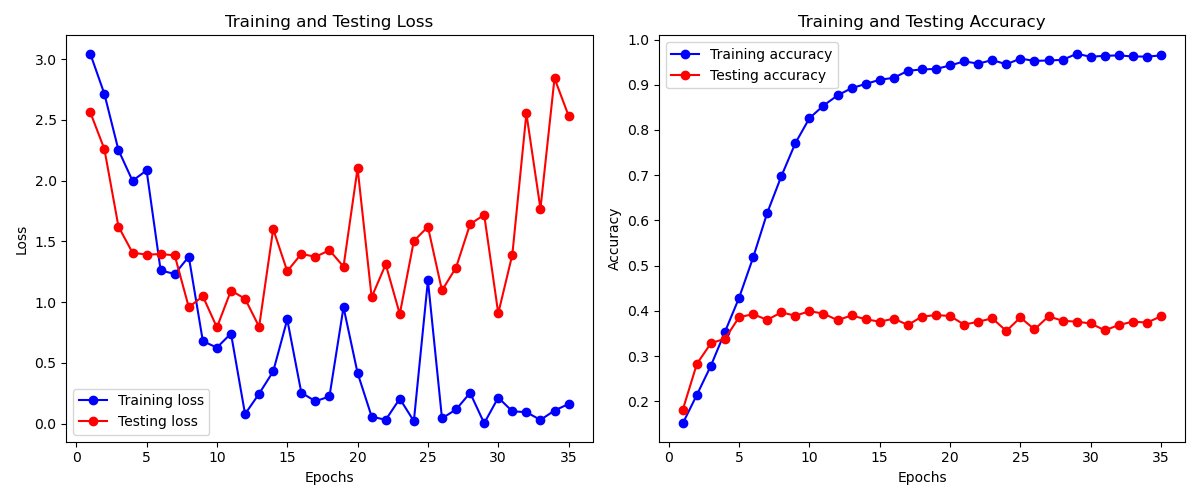 Training and Testing Loss
3.0
2.5
2.0
1.5
1.0
0.5
0.0
Loss
Training loss
Testing loss
0 5 10 15 20 25 30 35
Epochs
Training and Testing Accuracy
1.0
0.9
0.8
0.7
0.6
0.5
0.4
0.3
0.2
Accuracy
Training accuracy
Testing accuracy
0 5 10 15 20 25 30 35
Epochs